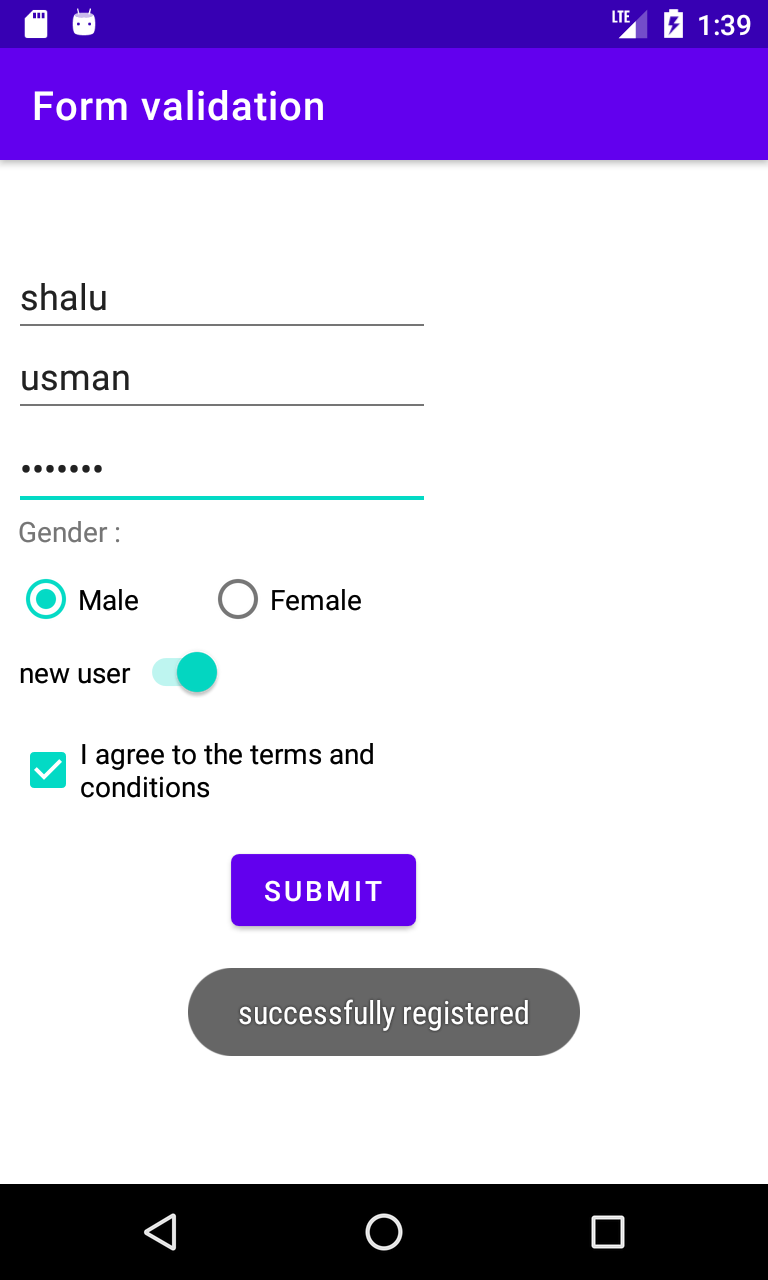 LTE 1:39
Form validation
shalu
usman
•••••••
Gender :
Male Female
new user
I agree to the terms and
conditions
SUBMIT
successfully registered